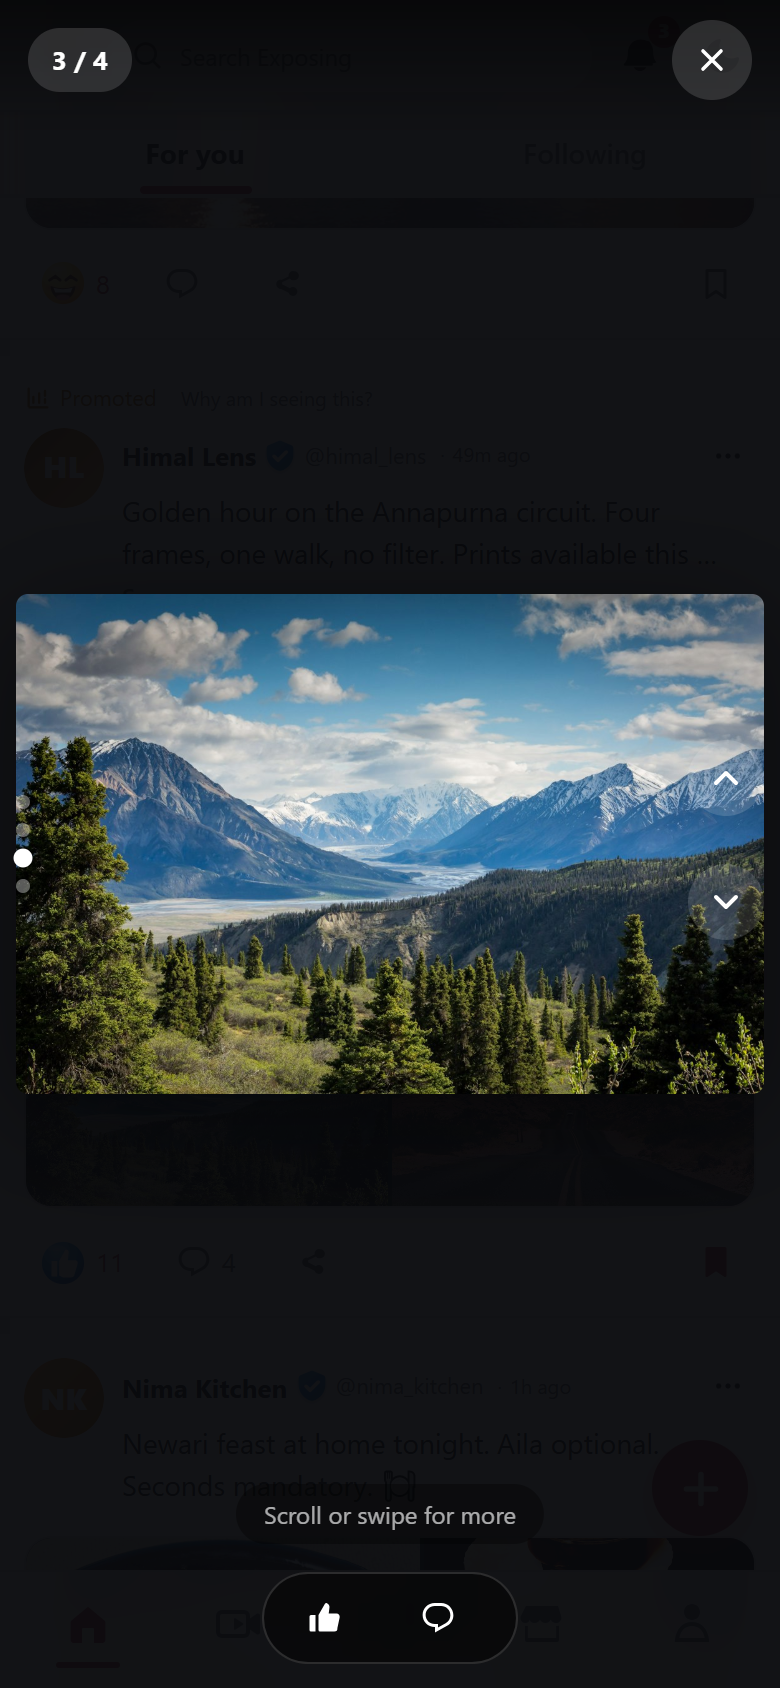 3 / 4
Search Exposing
For you
Following
8
Promoted
Why am I seeing this?
HL
Himal Lens @himal_lens · 49m ago
Golden hour on the Annapurna circuit. Four
frames, one walk, no filter. Prints available this ...
11
4
NK
Nima Kitchen @nima_kitchen · 1h ago
Newari feast at home tonight. Aila optional.
Seconds mandatory.
Scroll or swipe for more